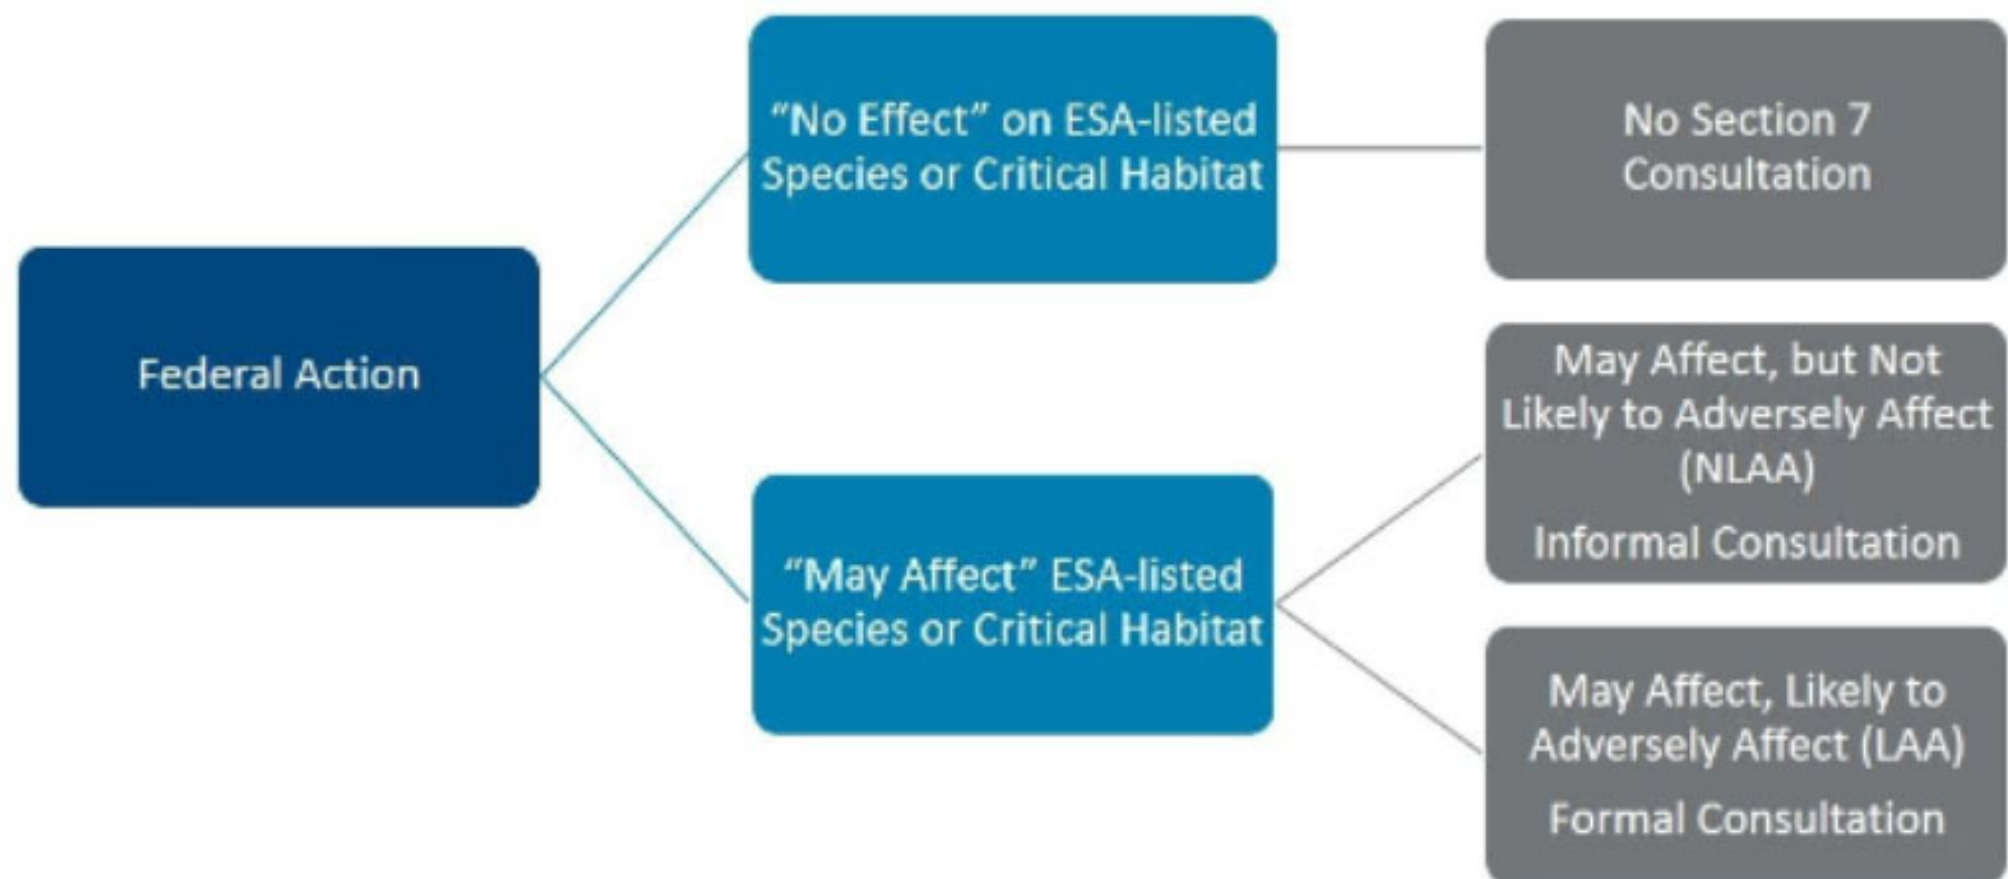 Federal Action
“No Effect” on ESA-listed
Species or Critical Habitat
No Section 7
Consultation
“May Affect” ESA-listed
Species or Critical Habitat
May Affect, but Not
Likely to Adversely Affect
(NLAA)
Informal Consultation
May Affect, Likely to
Adversely Affect (LAA)
Formal Consultation